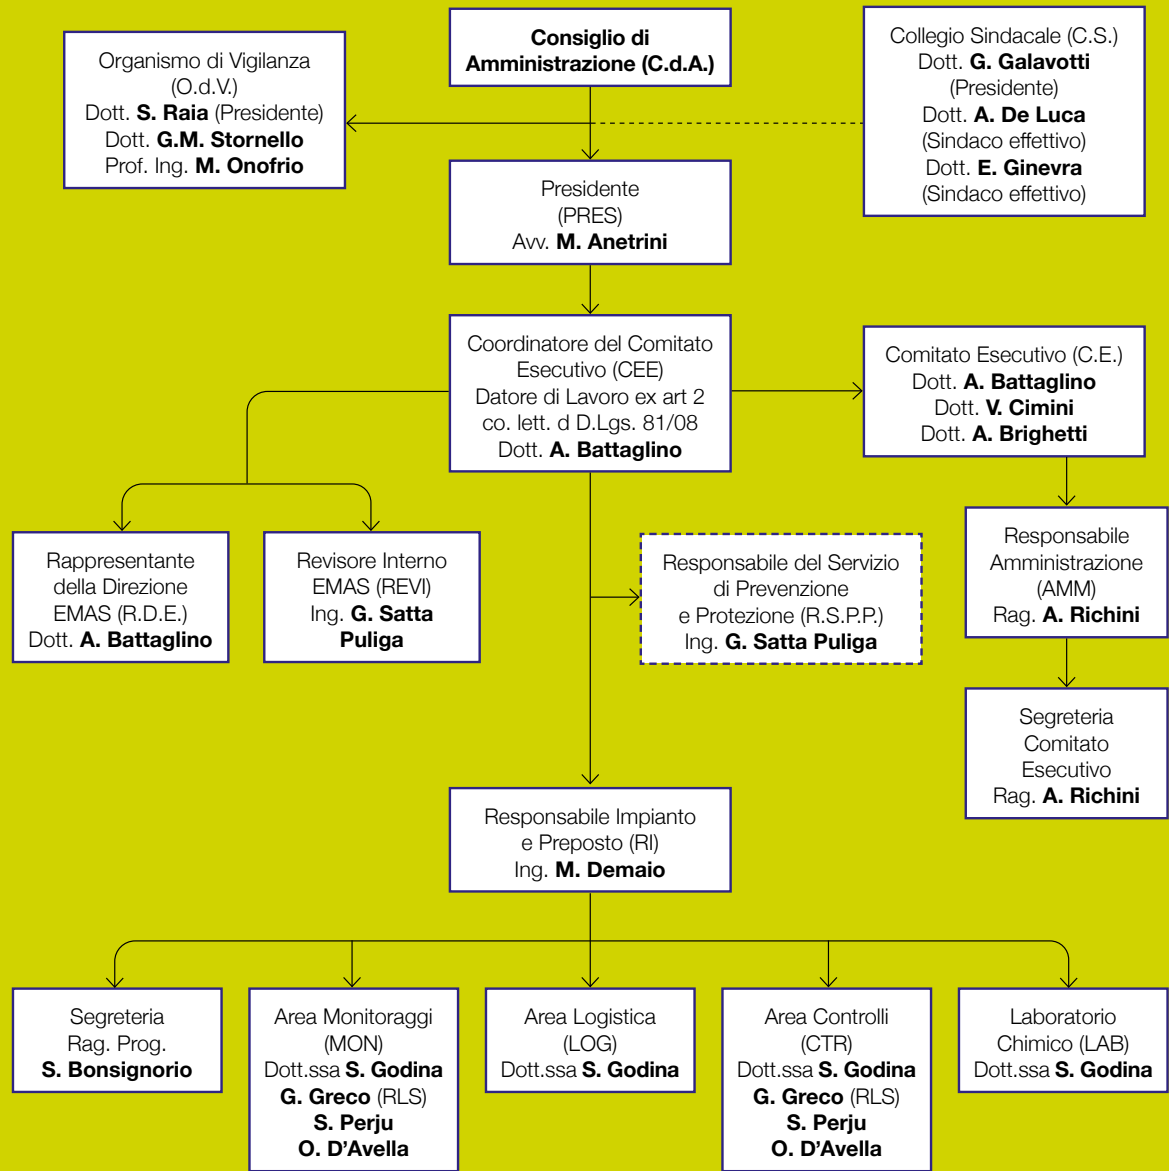 Consiglio di
Amministrazione (C.d.A.)
Organismo di Vigilanza
(O.d.V.)
Dott. S. Raia (Presidente)
Dott. G.M. Stornello
Prof. Ing. M. Onofrio
Collegio Sindacale (C.S.)
Dott. G. Galavotti
(Presidente)
Dott. A. De Luca
(Sindaco effettivo)
Dott. E. Ginevra
(Sindaco effettivo)
Presidente
(PRES)
Avv. M. Anetrini
Coordinatore del Comitato
Esecutivo (CEE)
Datore di Lavoro ex art 2
co. lett. d D.Lgs. 81/08
Dott. A. Battaglino
Comitato Esecutivo (C.E.)
Dott. A. Battaglino
Dott. V. Cimini
Dott. A. Brighetti
Rappresentante
della Direzione
EMAS (R.D.E.)
Dott. A. Battaglino
Revisore Interno
EMAS (REVI)
Ing. G. Satta
Puliga
Responsabile del Servizio
di Prevenzione
e Protezione (R.S.P.P.)
Ing. G. Satta Puliga
Responsabile
Amministrazione
(AMM)
Rag. A. Richini
Segreteria
Comitato
Esecutivo
Rag. A. Richini
Responsabile Impianto
e Preposto (RI)
Ing. M. Demaio
Segreteria
Rag. Prog.
S. Bonsignorio
Area Monitoraggi
(MON)
Dott.ssa S. Godina
G. Greco (RLS)
S. Perju
O. D'Avella
Area Logistica
(LOG)
Dott.ssa S. Godina
Area Controlli
(CTR)
Dott.ssa S. Godina
G. Greco (RLS)
S. Perju
O. D'Avella
Laboratorio
Chimico (LAB)
Dott.ssa S. Godina